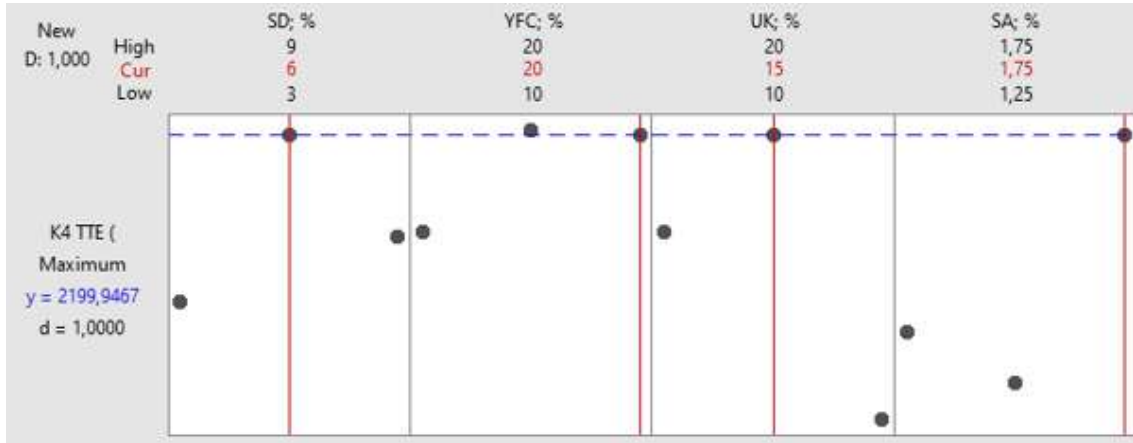 New SD; % YFC; % UK; % SA; %
D: 1,000 High 9 20 20 1,75
Cur 6 20 15 1,75
Low 3 10 10 1,25
K4 TTE (
Maximum
y = 2199,9467
d = 1,0000